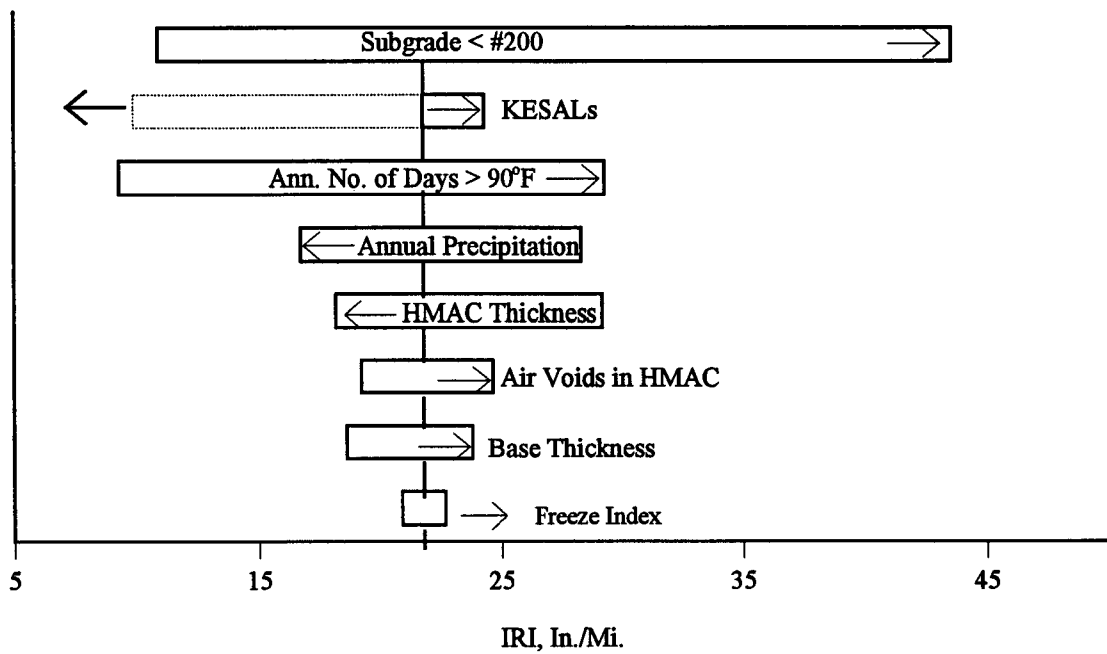 Subgrade < #200
KESALs
Ann. No. of Days > 90°F
Annual Precipitation
HMAC Thickness
Air Voids in HMAC
Base Thickness
Freeze Index
5 15 25 35 45
IRI, In./Mi.